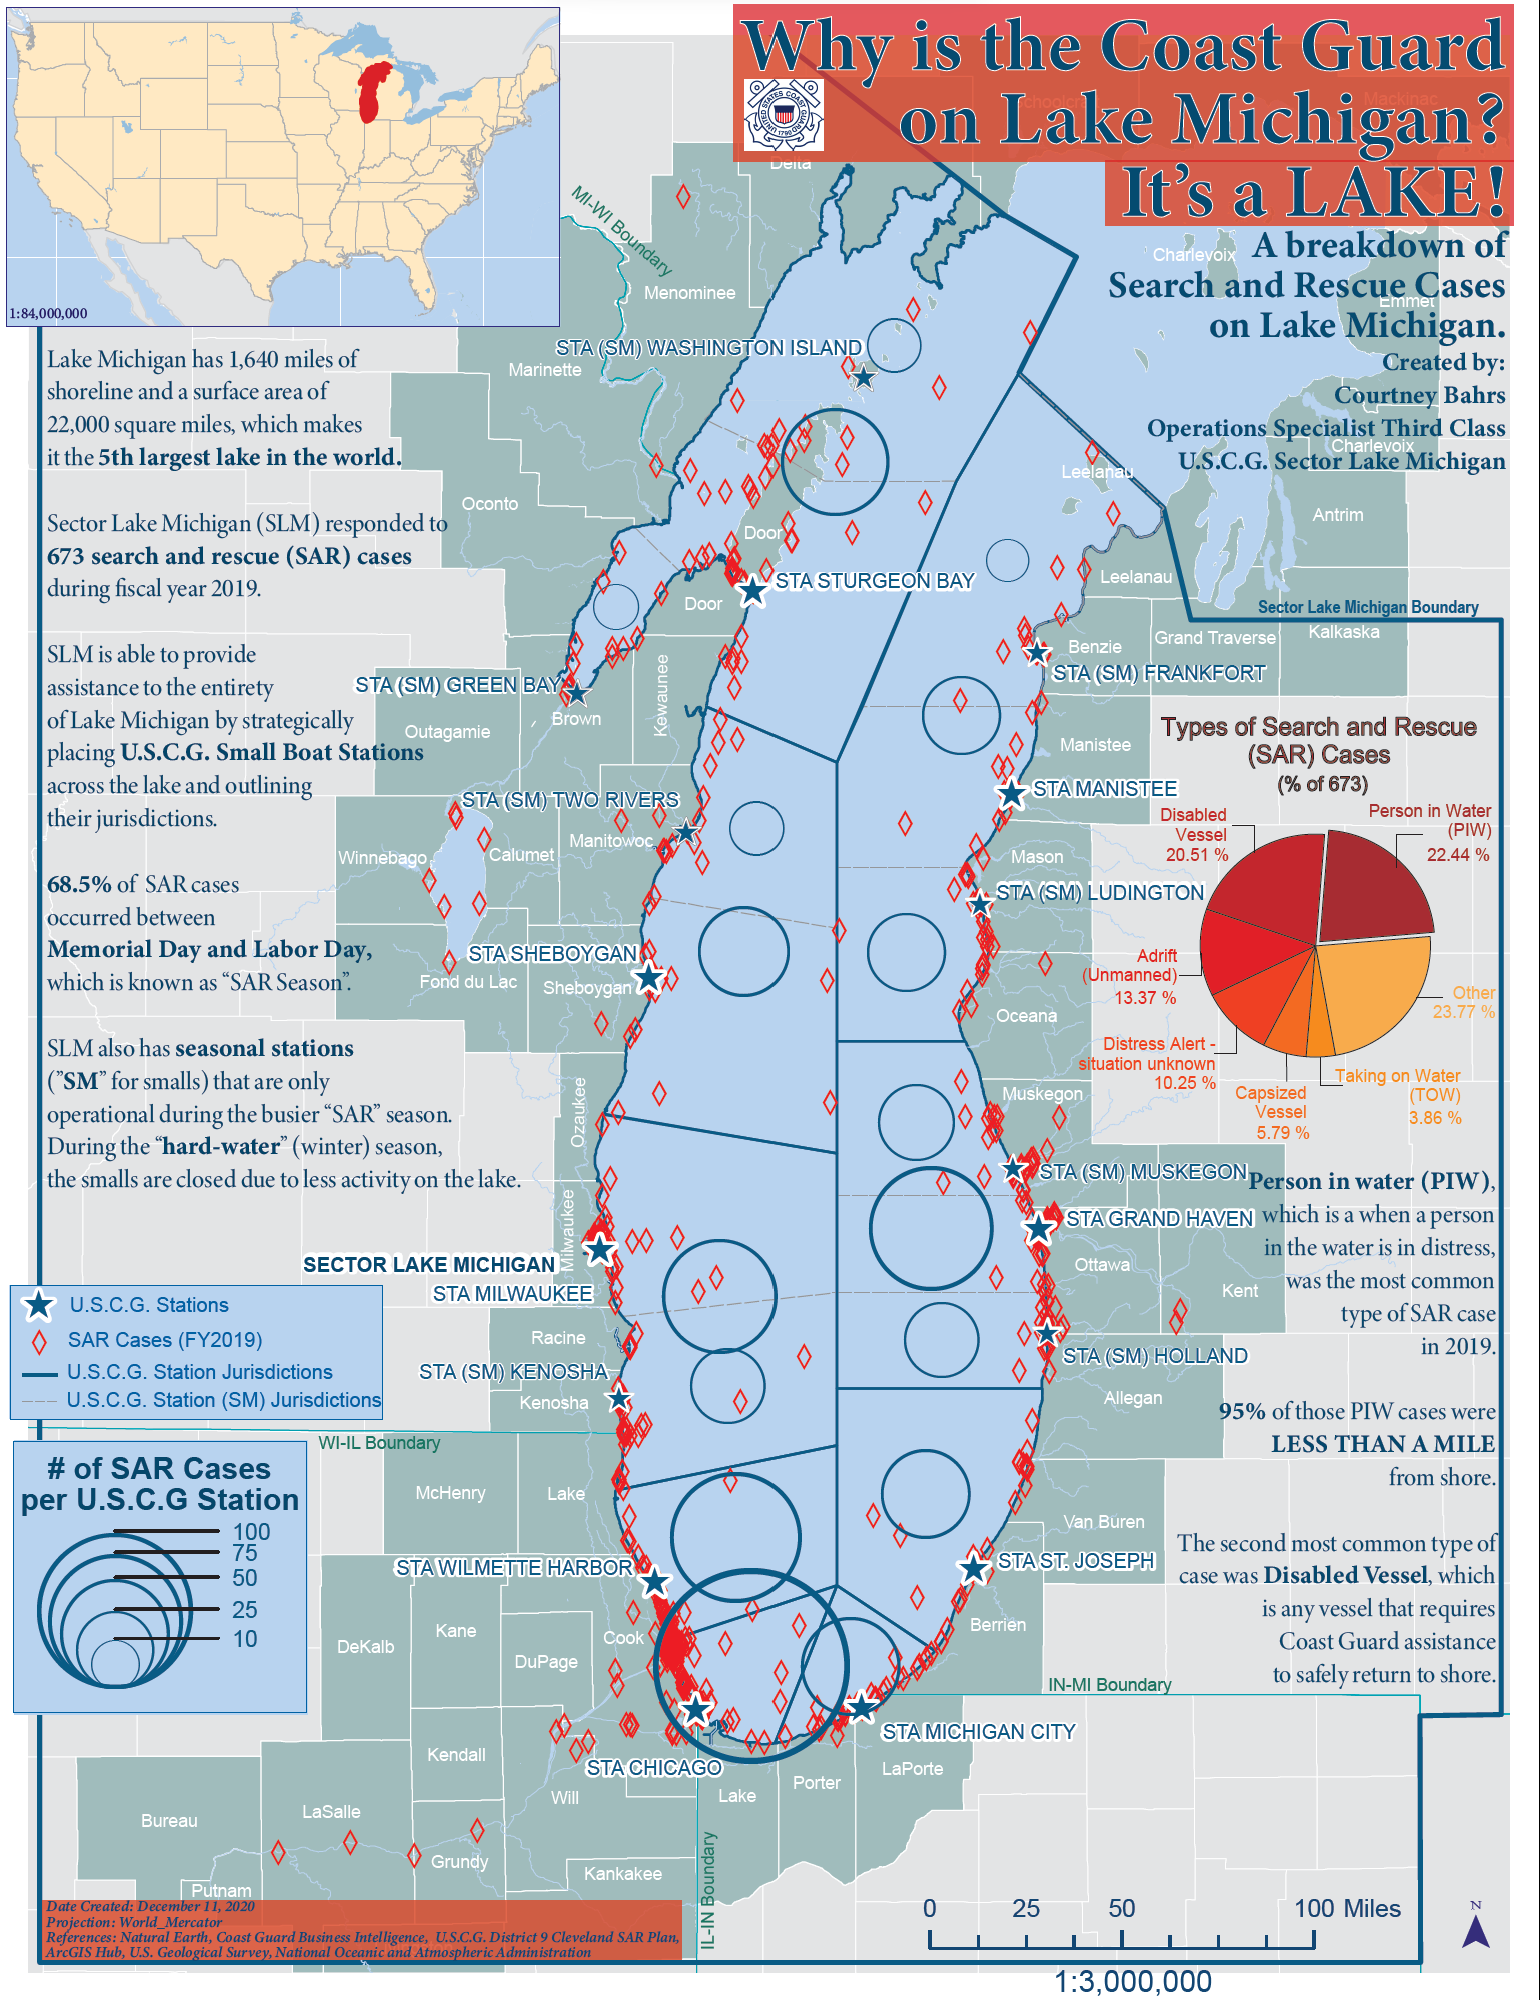 Why is the Coast Guard
on Lake Michigan?
It's a LAKE!
A breakdown of
Search and Rescue Cases
on Lake Michigan.
Created by:
Courtney Bahrs
Operations Specialist Third Class
U.S.C.G. Sector Lake Michigan
1:84,000,000
Lake Michigan has 1,640 miles of
shoreline and a surface area of
22,000 square miles, which makes
it the 5th largest lake in the world.
Sector Lake Michigan (SLM) responded to
673 search and rescue (SAR) cases
during fiscal year 2019.
SLM is able to provide
assistance to the entirety
of Lake Michigan by strategically
placing U.S.C.G. Small Boat Stations
across the lake and outlining
their jurisdictions.
68.5% of SAR cases
occurred between
Memorial Day and Labor Day,
which is known as “SAR Season”.
SLM also has seasonal stations
(”SM” for smalls) that are only
operational during the busier “SAR” season.
During the “hard-water” (winter) season,
the smalls are closed due to less activity on the lake.
Schoolcraft
Mackinac
Delta
MI-WI Boundary
Menominee
Charlevoix
Emmet
STA (SM) WASHINGTON ISLAND
Marinette
Charlevoix
Leelanau
Oconto
Door
Antrim
STA STURGEON BAY
Door
Leelanau
Sector Lake Michigan Boundary
Benzie
Grand Traverse
Kalkaska
STA (SM) FRANKFORT
STA (SM) GREEN BAY
Brown
Kewaunee
Outagamie
Manistee
STA MANISTEE
STA (SM) TWO RIVERS
Manitowoc
Winnebago
Calumet
Mason
STA (SM) LUDINGTON
STA SHEBOYGAN
Fond du Lac
Sheboygan
Oceana
Ozaukee
Muskegon
STA (SM) MUSKEGON
Milwaukee
STA GRAND HAVEN
SECTOR LAKE MICHIGAN
STA MILWAUKEE
Ottawa
Kent
Racine
STA (SM) HOLLAND
STA (SM) KENOSHA
Kenosha
Allegan
WI-IL Boundary
McHenry
Lake
Van Buren
STA WILMETTE HARBOR
STA ST. JOSEPH
Berrien
DeKalb
Kane
Cook
DuPage
IN-MI Boundary
STA MICHIGAN CITY
Kendall
STA CHICAGO
LaPorte
Porter
Lake
Will
Bureau
LaSalle
Grundy
Kankakee
Putnam
IL-IN Boundary
Types of Search and Rescue
(SAR) Cases
(% of 673)
Disabled
Vessel
20.51 %
Person in Water
(PIW)
22.44 %
Adrift
(Unmanned)
13.37 %
Other
23.77 %
Distress Alert -
situation unknown
10.25 %
Capsized
Vessel
5.79 %
Taking on Water
(TOW)
3.86 %
Person in water (PIW),
which is a when a person
in the water is in distress,
was the most common
type of SAR case
in 2019.
95% of those PIW cases were
LESS THAN A MILE
from shore.
The second most common type of
case was Disabled Vessel, which
is any vessel that requires
Coast Guard assistance
to safely return to shore.
U.S.C.G. Stations
SAR Cases (FY2019)
U.S.C.G. Station Jurisdictions
U.S.C.G. Station (SM) Jurisdictions
# of SAR Cases
per U.S.C.G Station
100
75
50
25
10
Date Created: December 11, 2020
Projection: World_Mercator
References: Natural Earth, Coast Guard Business Intelligence, U.S.C.G. District 9 Cleveland SAR Plan,
ArcGIS Hub, U.S. Geological Survey, National Oceanic and Atmospheric Administration
0 25 50 100 Miles
1:3,000,000
N
UNITED STATES COAST GUARD
1790